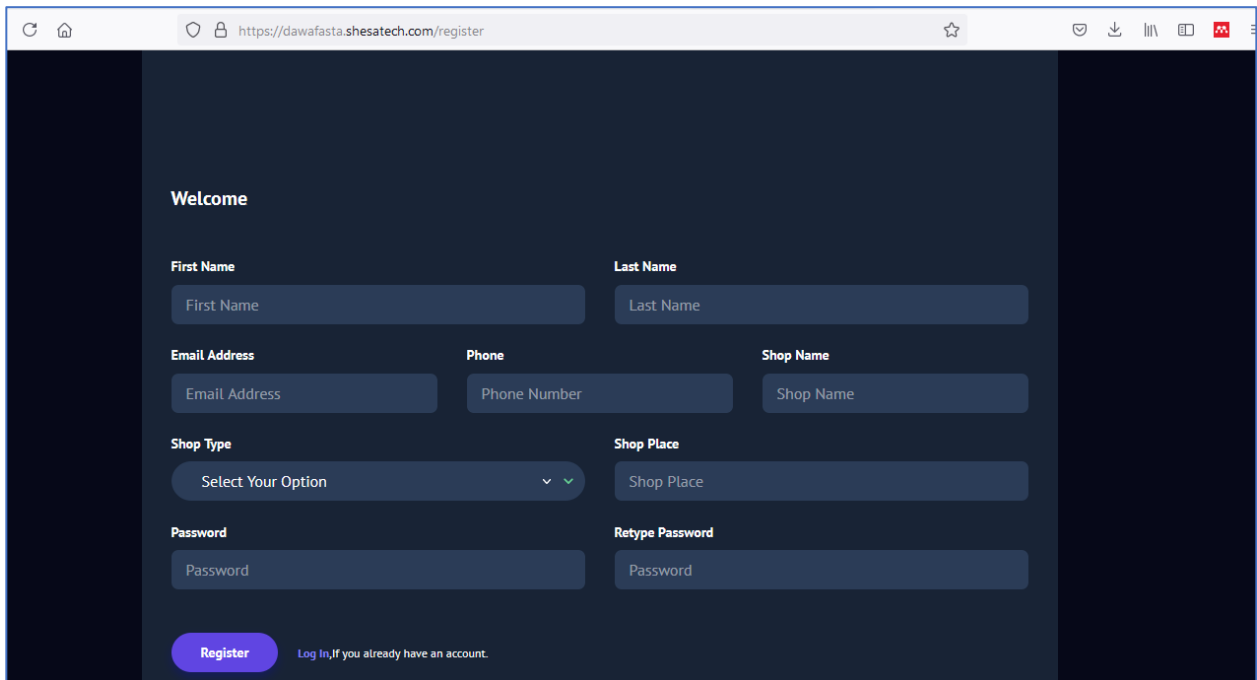 https://dawafasta.shesatech.com/register
Welcome
First Name Last Name
First Name Last Name
Email Address Phone Shop Name
Email Address Phone Number Shop Name
Shop Type Shop Place
Select Your Option Shop Place
Password Retype Password
Password Password
Register Log In,If you already have an account.